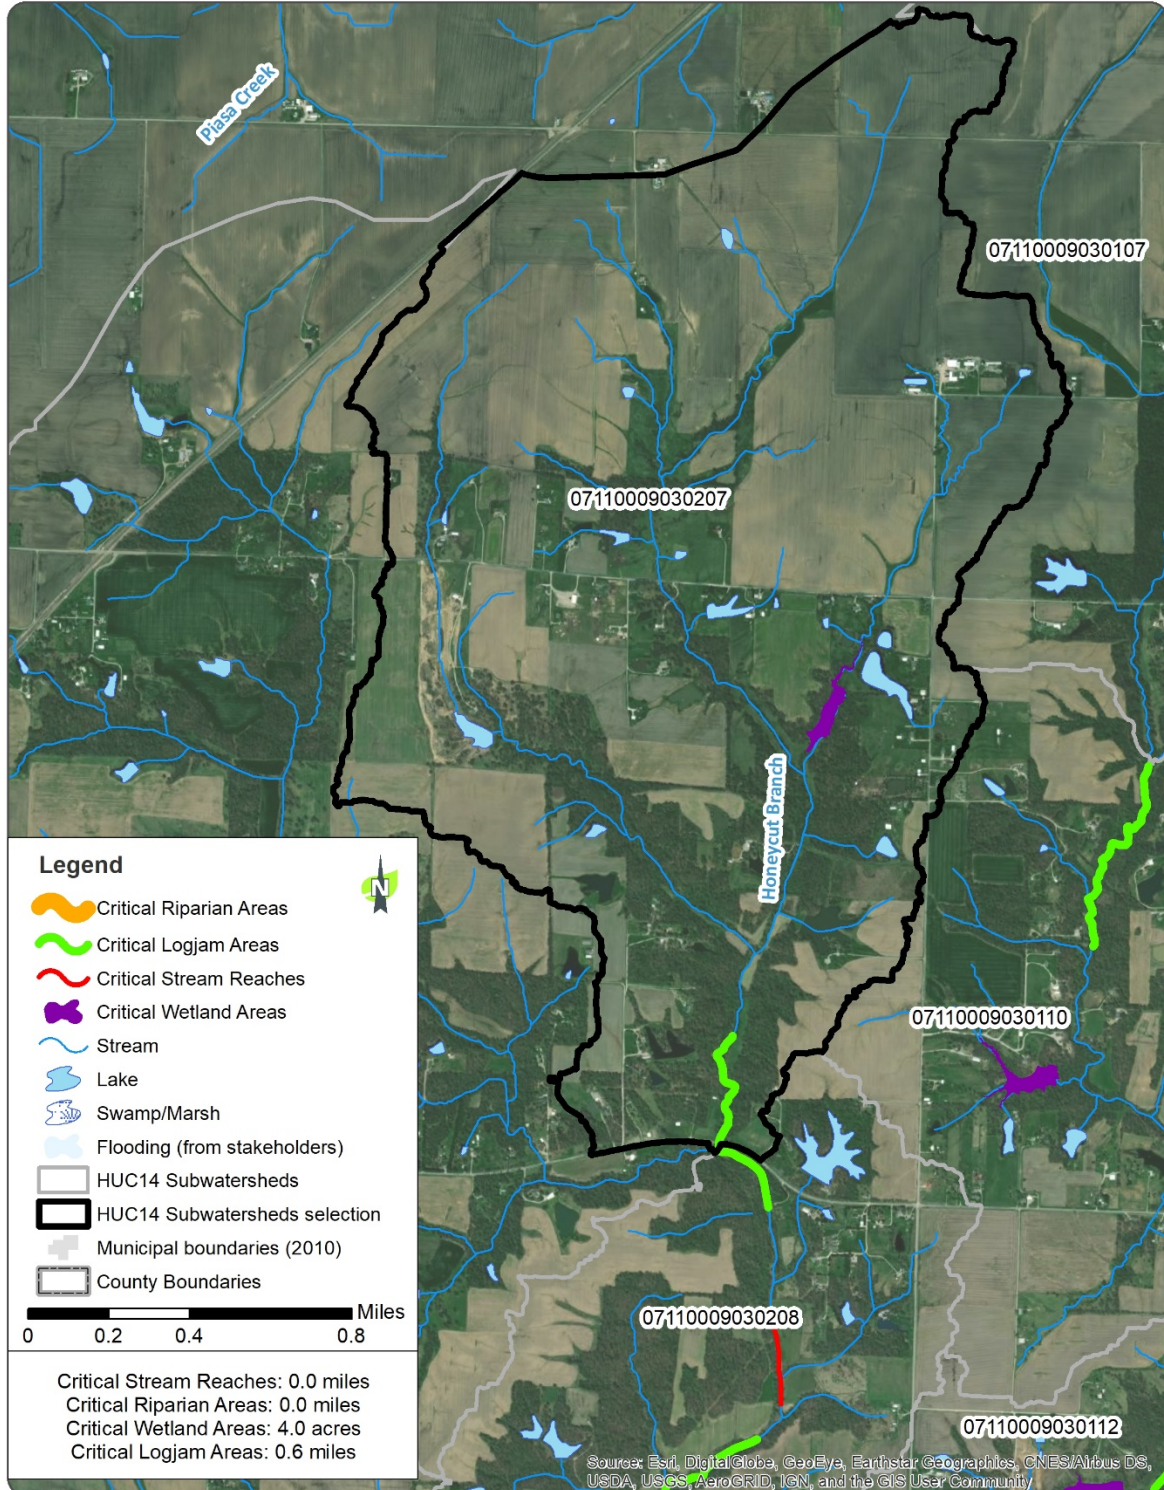 Piasa Creek
07110009030107
07110009030207
Honeycut Branch
07110009030110
07110009030208
07110009030112
Legend
N
Critical Riparian Areas
Critical Logjam Areas
Critical Stream Reaches
Critical Wetland Areas
Stream
Lake
Swamp/Marsh
Flooding (from stakeholders)
HUC14 Subwatersheds
HUC14 Subwatersheds selection
Municipal boundaries (2010)
County Boundaries
Miles
0 0.2 0.4 0.8
Critical Stream Reaches: 0.0 miles
Critical Riparian Areas: 0.0 miles
Critical Wetland Areas: 4.0 acres
Critical Logjam Areas: 0.6 miles
Source: Esri, DigitalGlobe, GeoEye, Earthstar Geographics, CNES/Airbus DS,
USDA, USGS, AeroGRID, IGN, and the GIS User Community